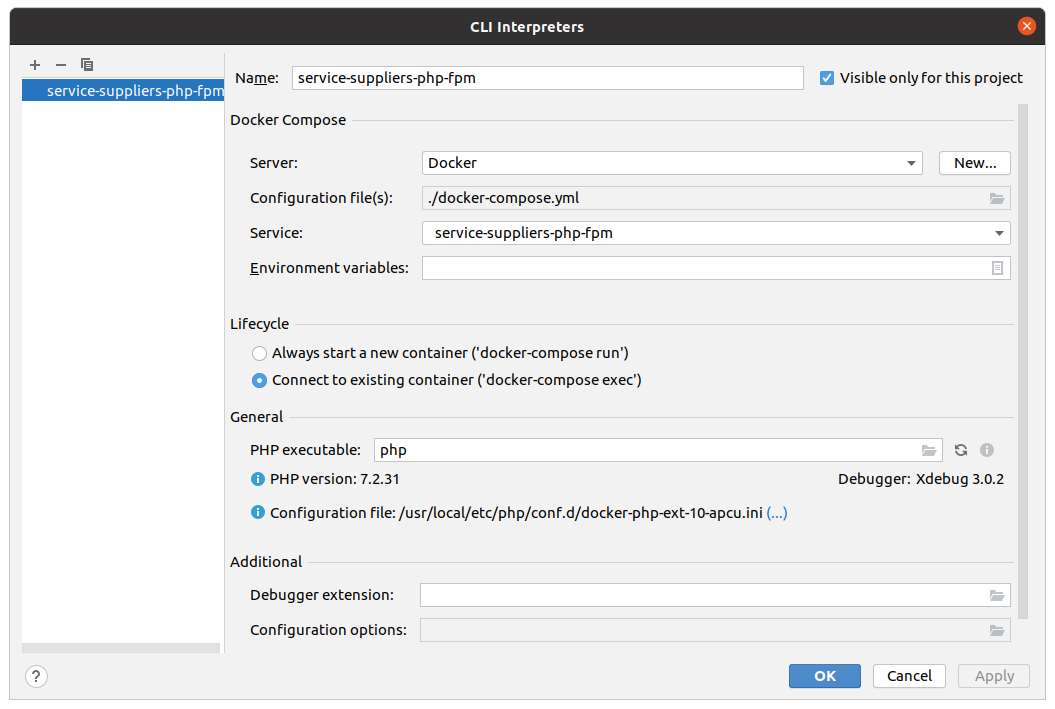 CLI Interpreters
Name: service-suppliers-php-fpm Visible only for this project
service-suppliers-php-fpm
Docker Compose
Server: Docker New...
Configuration file(s): ./docker-compose.yml
Service: service-suppliers-php-fpm
Environment variables:
Lifecycle
Always start a new container ('docker-compose run')
Connect to existing container ('docker-compose exec')
General
PHP executable: php
PHP version: 7.2.31 Debugger: Xdebug 3.0.2
Configuration file: /usr/local/etc/php/conf.d/docker-php-ext-10-apcu.ini (...)
Additional
Debugger extension:
Configuration options:
? OK Cancel Apply